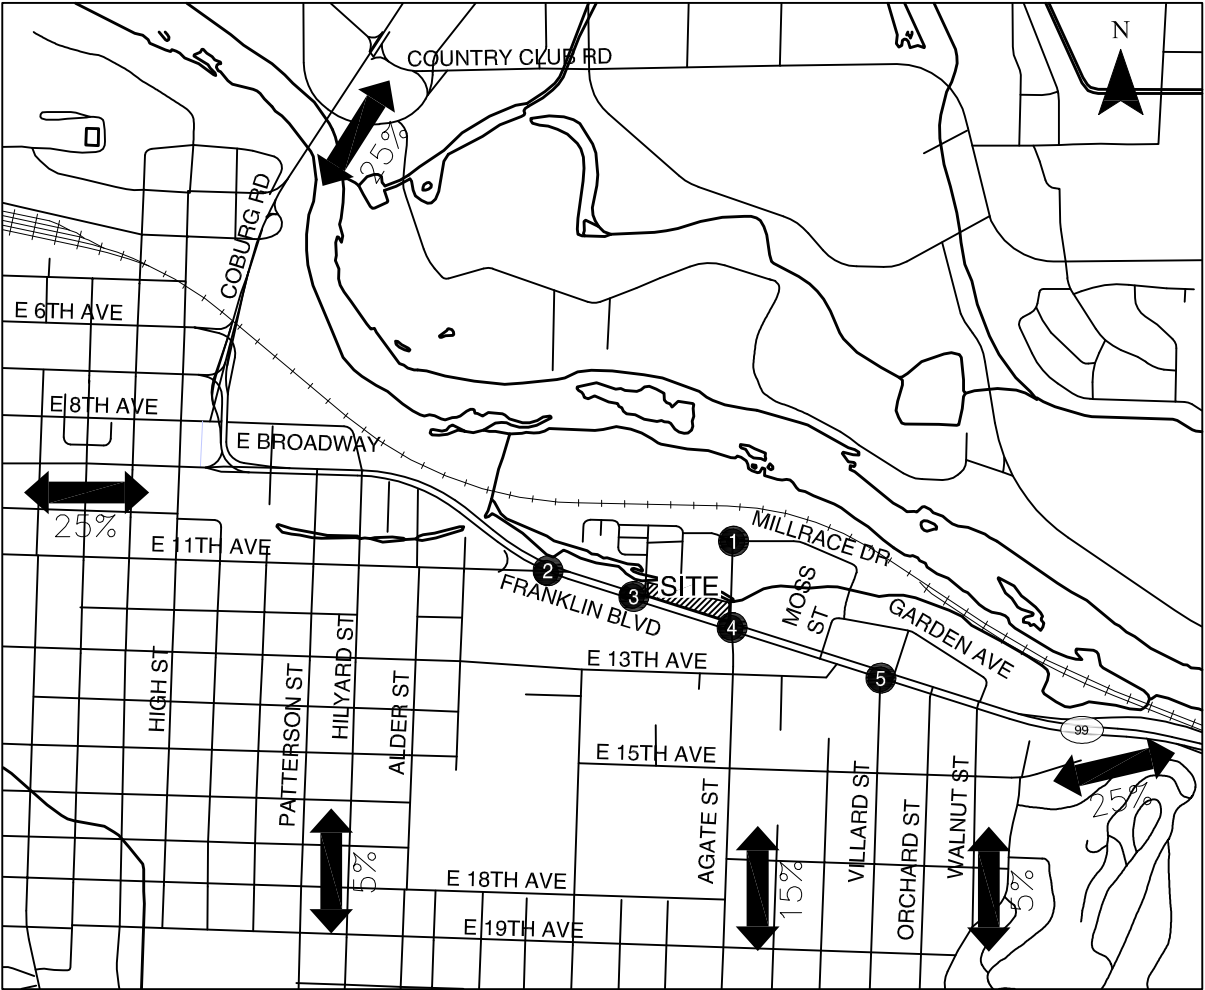 N
COUNTRY CLUB RD
25%
COBURG RD
E 6TH AVE
E 8TH AVE
E BROADWAY
25%
E 11TH AVE
1
MILLRACE DR
2
3
SITE
4
5
FRANKLIN BLVD
MOSS
ST
GARDEN AVE
E 13TH AVE
HIGH ST
PATTERSON ST
HILYARD ST
ALDER ST
99
E 15TH AVE
25%
AGATE ST
VILLARD ST
ORCHARD ST
WALNUT ST
5%
15%
5%
E 18TH AVE
E 19TH AVE